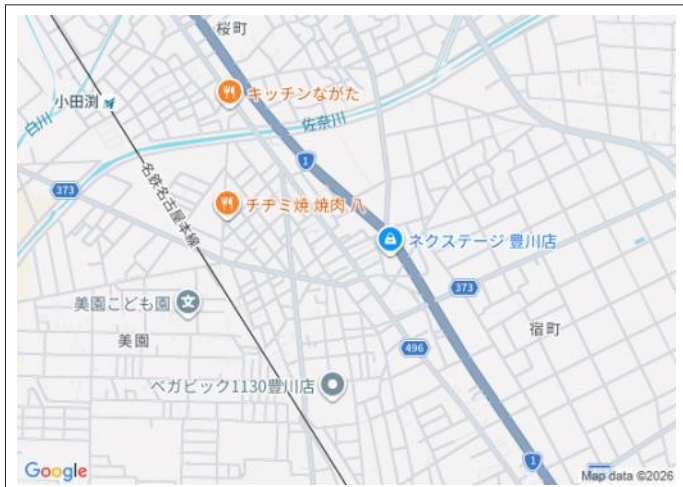 桜町
キッチンながた
小田渕
白川
佐奈川
1
373
名鉄名古屋本線
チヂミ焼 焼肉 八
ネクステージ 豊川店
373
美園こども園
宿町
美園
496
ベガビック1130豊川店
1
Google
Map data ©2026